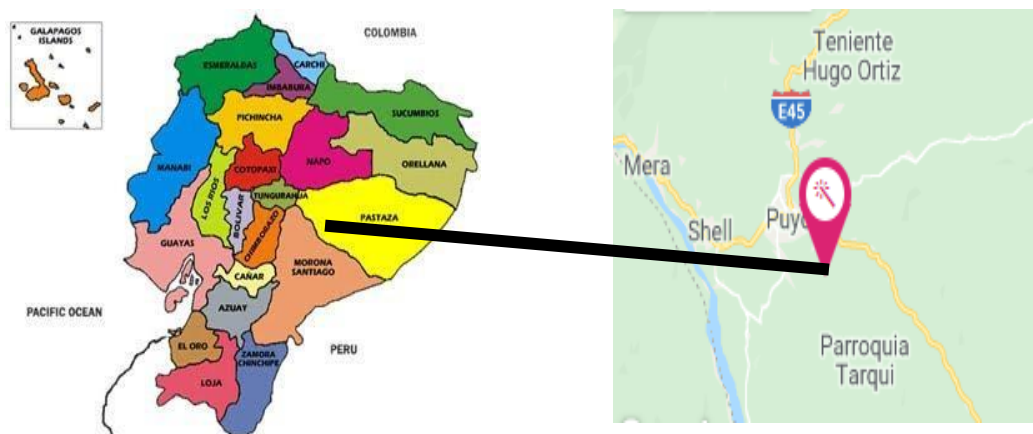 GALAPAGOS
ISLANDS
COLOMBIA
ESMERALDAS
CARCHI
IMBABURA
PICHINCHA
SUCUMBIOS
MANABI
LOS RIOS
COTOPAXI
NAPO
ORELLANA
BOLIVAR
TUNGURAHUA
CHIMBORAZO
PASTAZA
GUAYAS
MORONA
SANTIAGO
CAÑAR
AZUAY
PACIFIC OCEAN
EL ORO
PERU
ZAMORA
CHINCHIPE
LOJA
Teniente
Hugo Ortiz
E45
Mera
Shell
Puyo
Parroquia
Tarqui